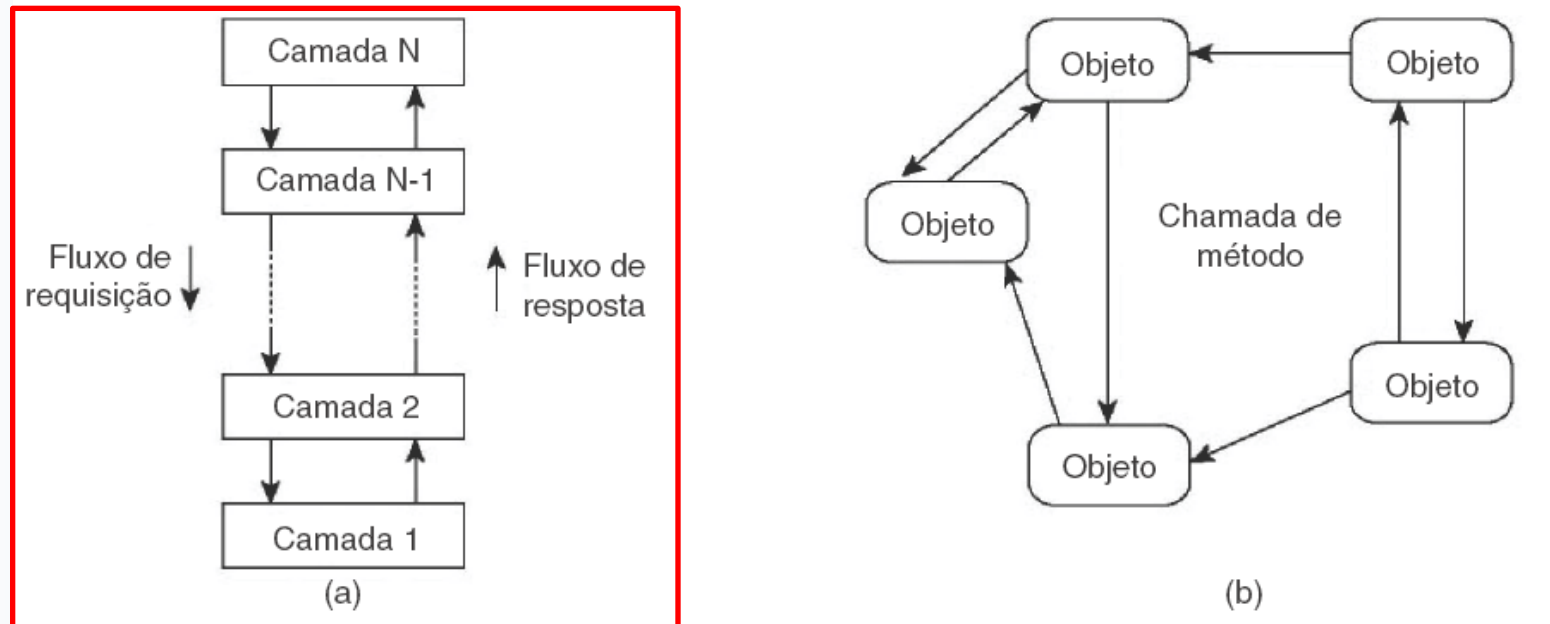 Camada N
Camada N-1
Fluxo de
requisição
Fluxo de
resposta
Camada 2
Camada 1
(a)
Objeto
Objeto
Objeto
Chamada de
método
Objeto
Objeto
(b)